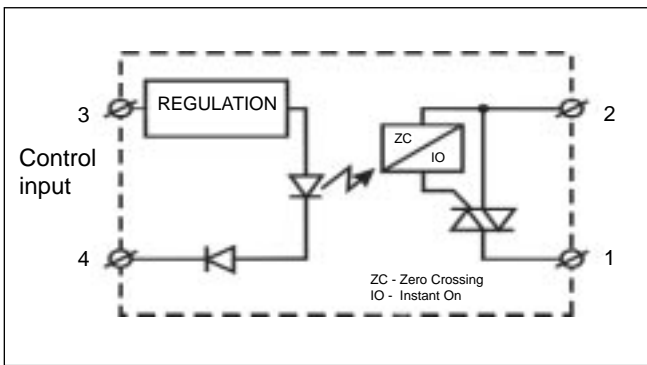 REGULATION
3
2
ZC
IO
Control
input
4
1
ZC - Zero Crossing
IO - Instant On